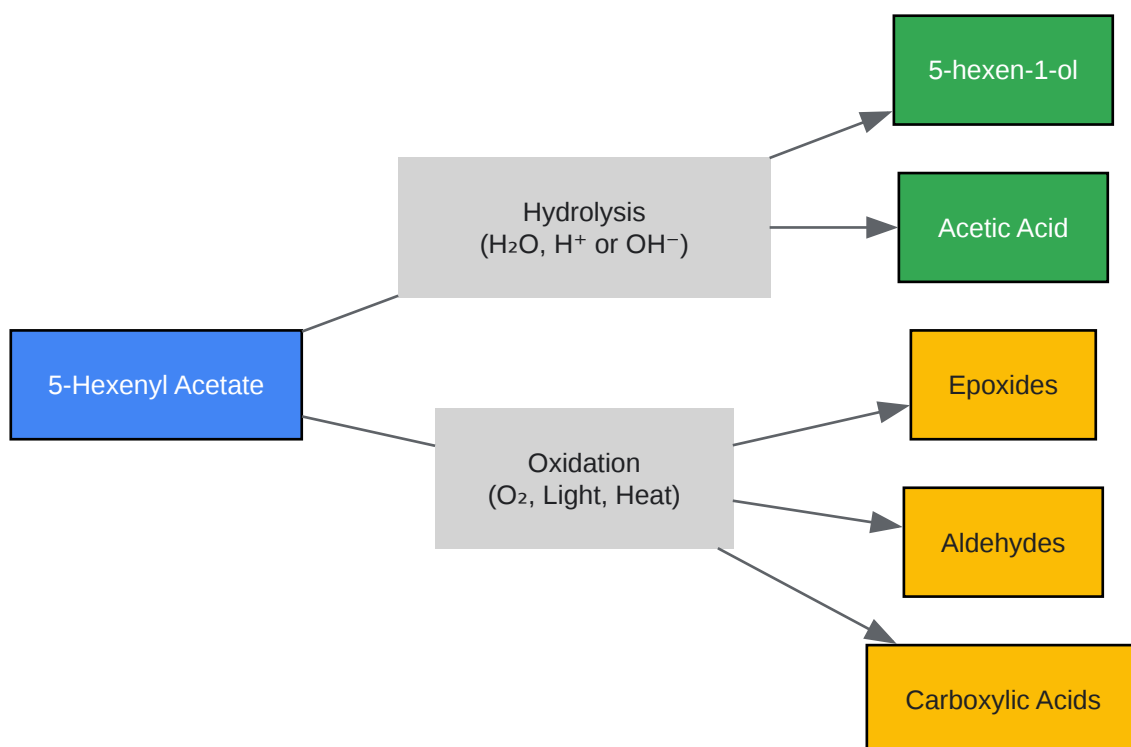 5-hexen-1-ol
Hydrolysis
(H₂O, H⁺ or OH⁻)
Acetic Acid
5-Hexenyl Acetate
Epoxides
Oxidation
(O₂, Light, Heat)
Aldehydes
Carboxylic Acids